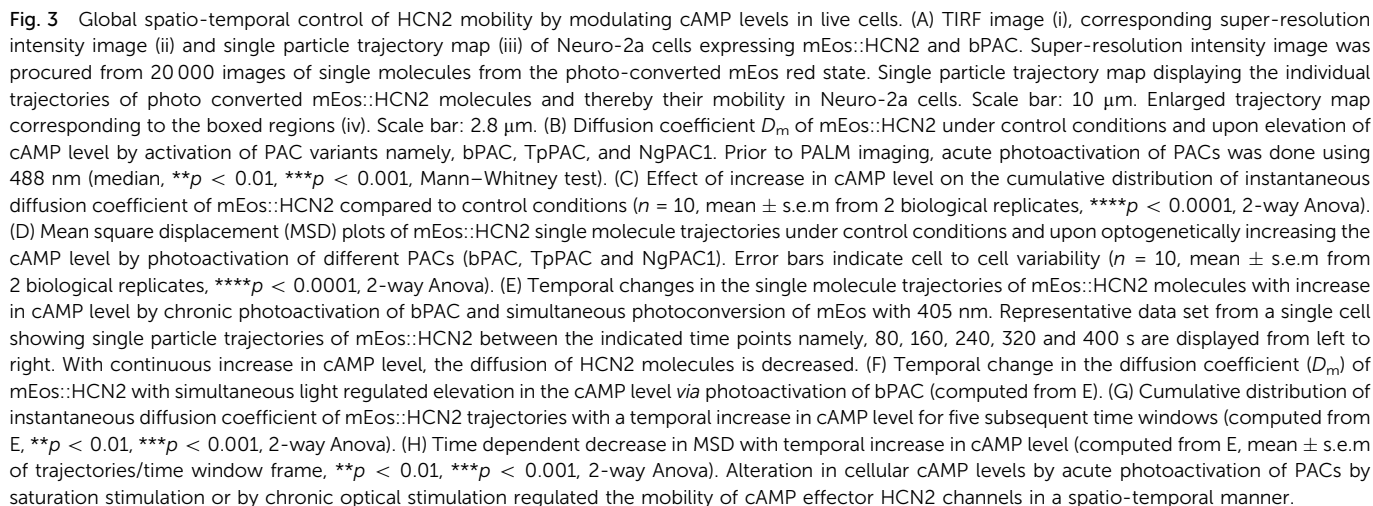 Fig. 3 Global spatio-temporal control of HCN2 mobility by modulating cAMP levels in live cells. (A) TIRF image (i), corresponding super-resolution
intensity image (ii) and single particle trajectory map (iii) of Neuro-2a cells expressing mEos::HCN2 and bPAC. Super-resolution intensity image was
procured from 20 000 images of single molecules from the photo-converted mEos red state. Single particle trajectory map displaying the individual
trajectories of photo converted mEos::HCN2 molecules and thereby their mobility in Neuro-2a cells. Scale bar: 10 μm. Enlarged trajectory map
corresponding to the boxed regions (iv). Scale bar: 2.8 μm. (B) Diffusion coefficient Dm of mEos::HCN2 under control conditions and upon elevation of
cAMP level by activation of PAC variants namely, bPAC, TpPAC, and NgPAC1. Prior to PALM imaging, acute photoactivation of PACs was done using
488 nm (median, **p < 0.01, ***p < 0.001, Mann–Whitney test). (C) Effect of increase in cAMP level on the cumulative distribution of instantaneous
diffusion coefficient of mEos::HCN2 compared to control conditions (n = 10, mean ± s.e.m from 2 biological replicates, ****p < 0.0001, 2-way Anova).
(D) Mean square displacement (MSD) plots of mEos::HCN2 single molecule trajectories under control conditions and upon optogenetically increasing the
cAMP level by photoactivation of different PACs (bPAC, TpPAC and NgPAC1). Error bars indicate cell to cell variability (n = 10, mean ± s.e.m from
2 biological replicates, ****p < 0.0001, 2-way Anova). (E) Temporal changes in the single molecule trajectories of mEos::HCN2 molecules with increase
in cAMP level by chronic photoactivation of bPAC and simultaneous photoconversion of mEos with 405 nm. Representative data set from a single cell
showing single particle trajectories of mEos::HCN2 between the indicated time points namely, 80, 160, 240, 320 and 400 s are displayed from left to
right. With continuous increase in cAMP level, the diffusion of HCN2 molecules is decreased. (F) Temporal change in the diffusion coefficient (Dm) of
mEos::HCN2 with simultaneous light regulated elevation in the cAMP level via photoactivation of bPAC (computed from E). (G) Cumulative distribution of
instantaneous diffusion coefficient of mEos::HCN2 trajectories with a temporal increase in cAMP level for five subsequent time windows (computed from
E, **p < 0.01, ***p < 0.001, 2-way Anova). (H) Time dependent decrease in MSD with temporal increase in cAMP level (computed from E, mean ± s.e.m
of trajectories/time window frame, **p < 0.01, ***p < 0.001, 2-way Anova). Alteration in cellular cAMP levels by acute photoactivation of PACs by
saturation stimulation or by chronic optical stimulation regulated the mobility of cAMP effector HCN2 channels in a spatio-temporal manner.